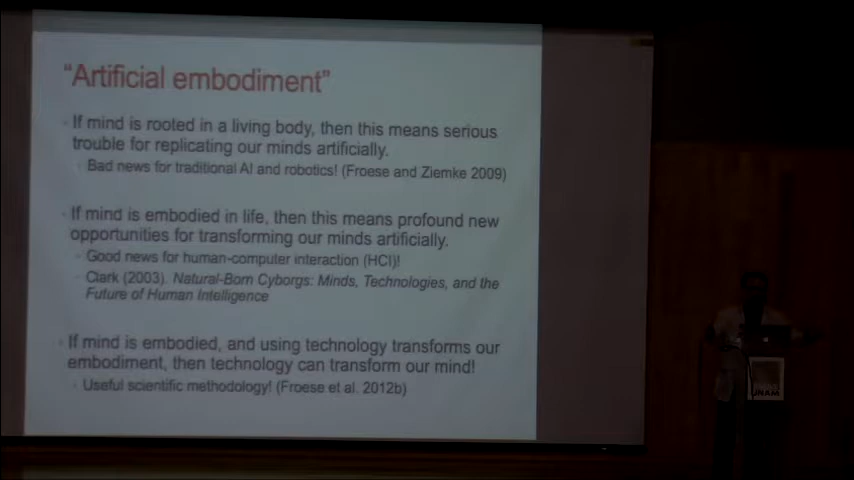 "Artificial embodiment"
If mind is rooted in a living body, then this means serious
trouble for replicating our minds artificially.
Bad news for traditional AI and robotics! (Froese and Ziemke 2009)
If mind is embodied in life, then this means profound new
opportunities for transforming our minds artificially.
Good news for human-computer interaction (HCI)!
Clark (2003). Natural-Born Cyborgs: Minds, Technologies, and the
Future of Human Intelligence
If mind is embodied, and using technology transforms our
embodiment, then technology can transform our mind!
Useful scientific methodology! (Froese et al. 2012b)
UNAM